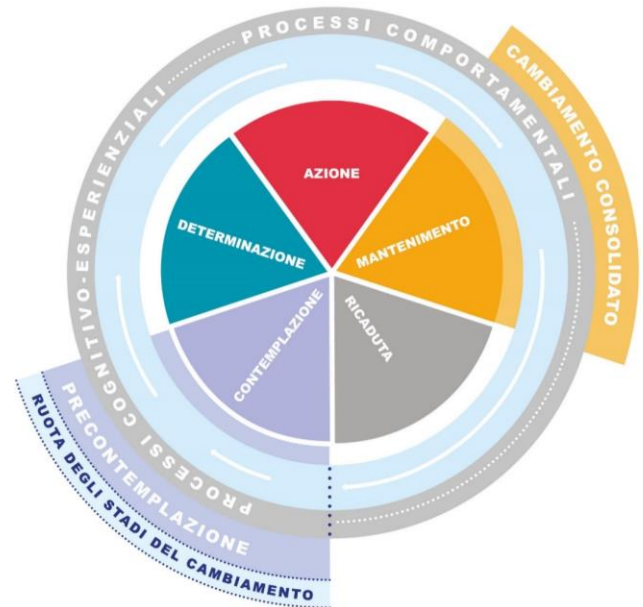 PROCESSI COMPORTAMENTALI
CAMBIAMENTO CONSOLIDATO
PROCESSI COGNITIVO-ESPERIENZIALI
AZIONE
DETERMINAZIONE
MANTENIMENTO
CONTEMPLAZIONE
RICADUTA
PRECONTEMPLAZIONE
RUOTA DEGLI STADI DEL CAMBIAMENTO